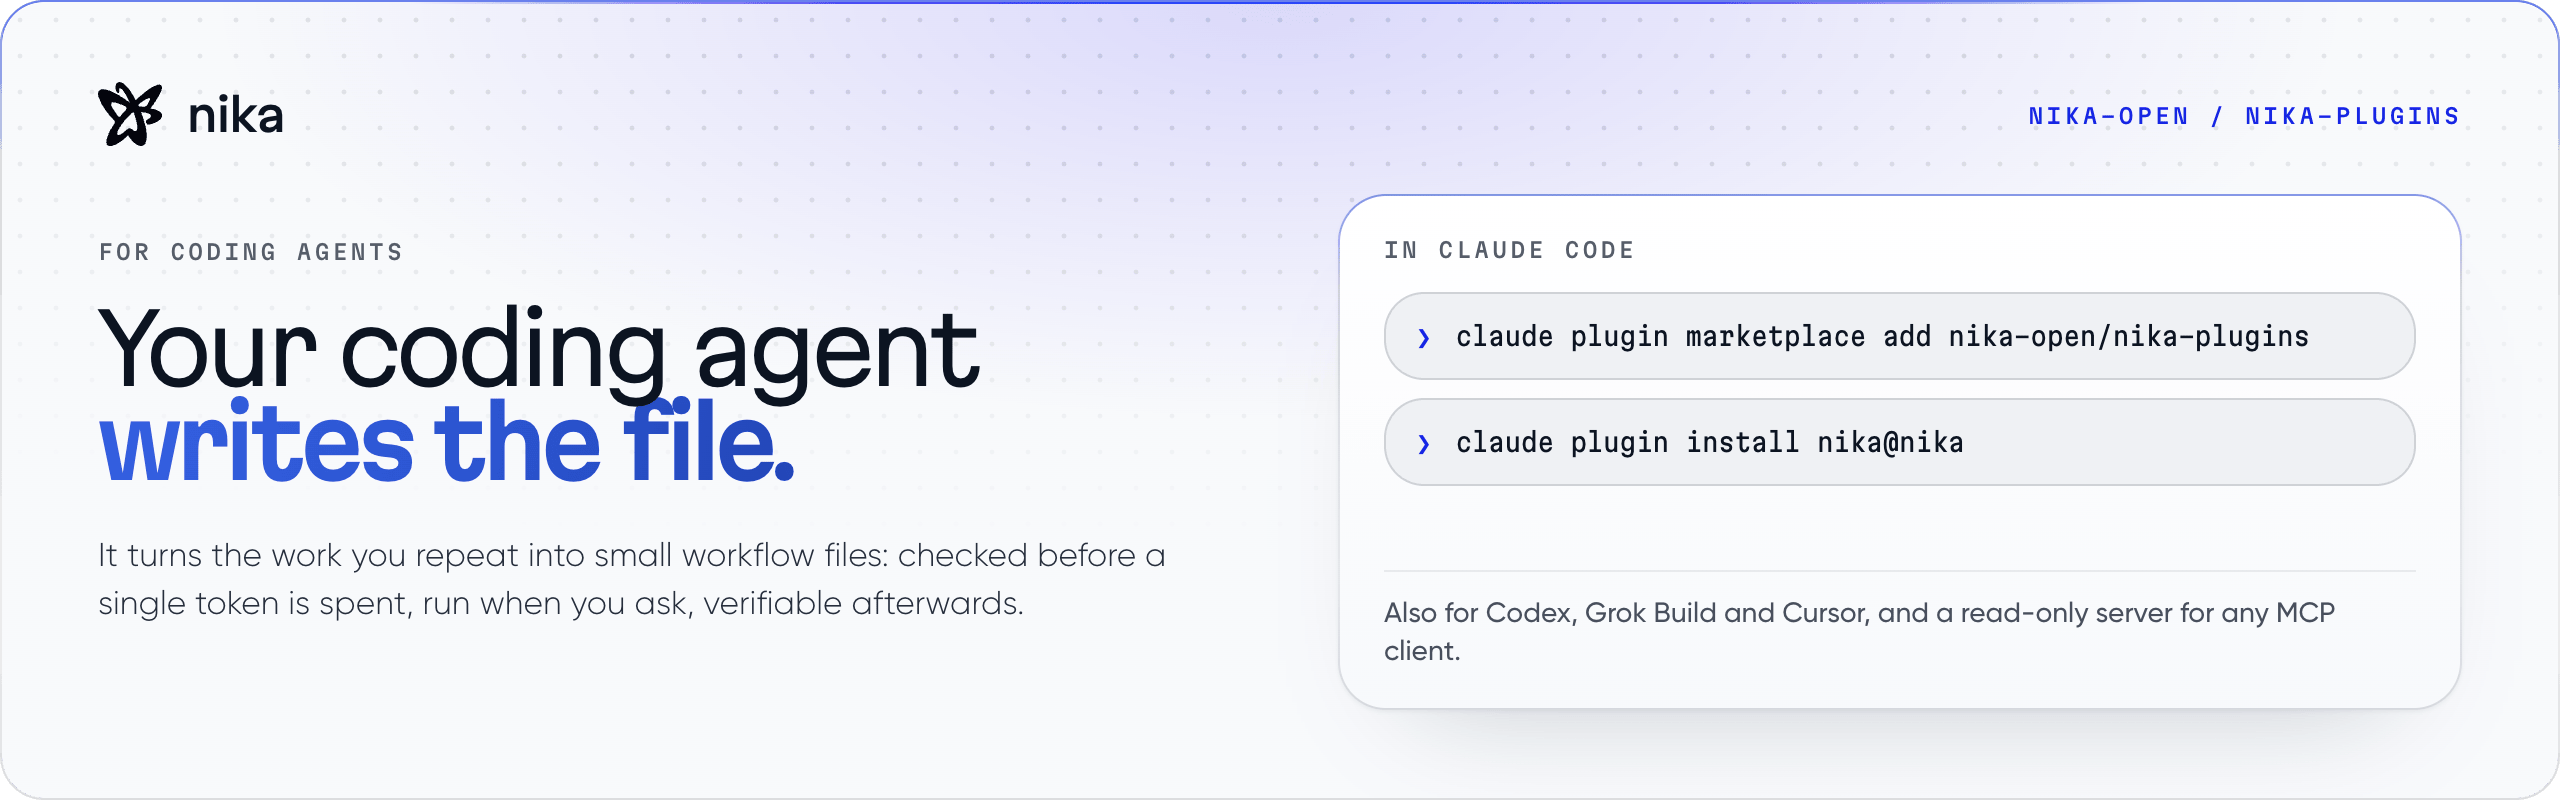 nika
NIKA-OPEN / NIKA-PLUGINS
FOR CODING AGENTS
Your coding agent
writes the file.
It turns the work you repeat into small workflow files: checked before a
single token is spent, run when you ask, verifiable afterwards.
IN CLAUDE CODE
❯ claude plugin marketplace add nika-open/nika-plugins
❯ claude plugin install nika@nika
Also for Codex, Grok Build and Cursor, and a read-only server for any MCP
client.